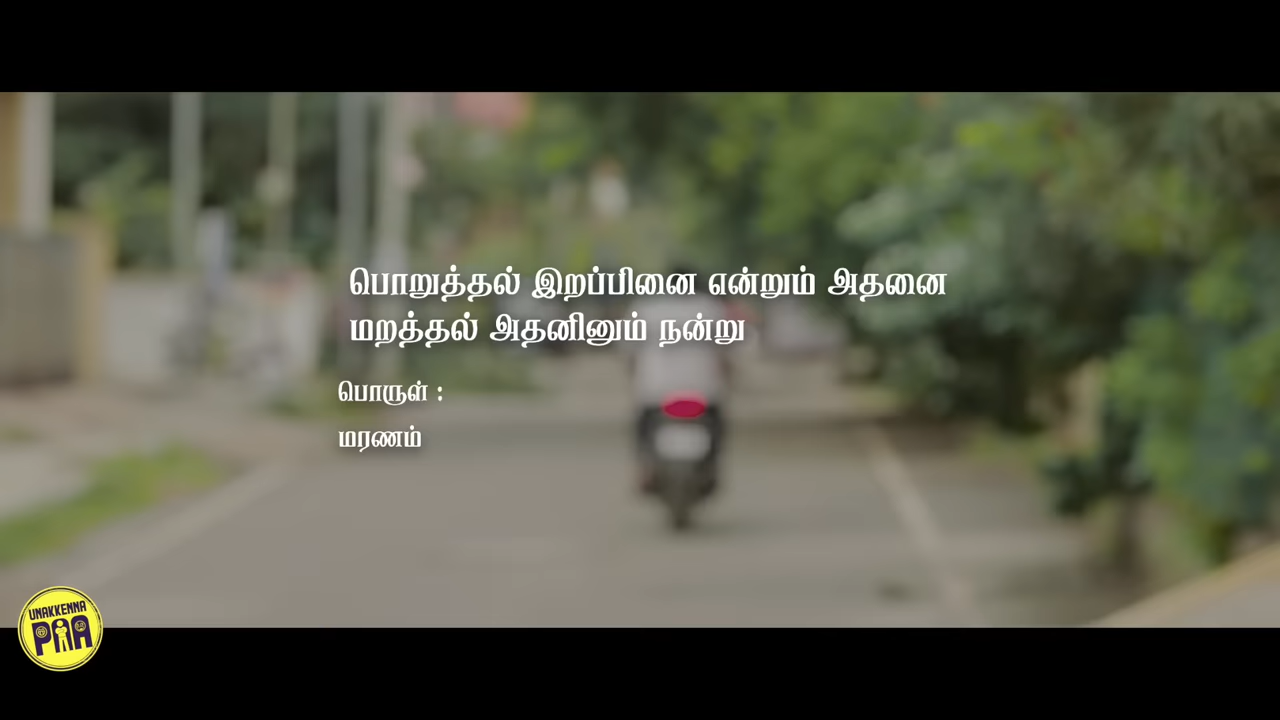 பொறுத்தல் இறப்பினை என்றும் அதனை
மறத்தல் அதனினும் நன்று
பொருள் :
மரணம்
UNAKKENNA
PAA